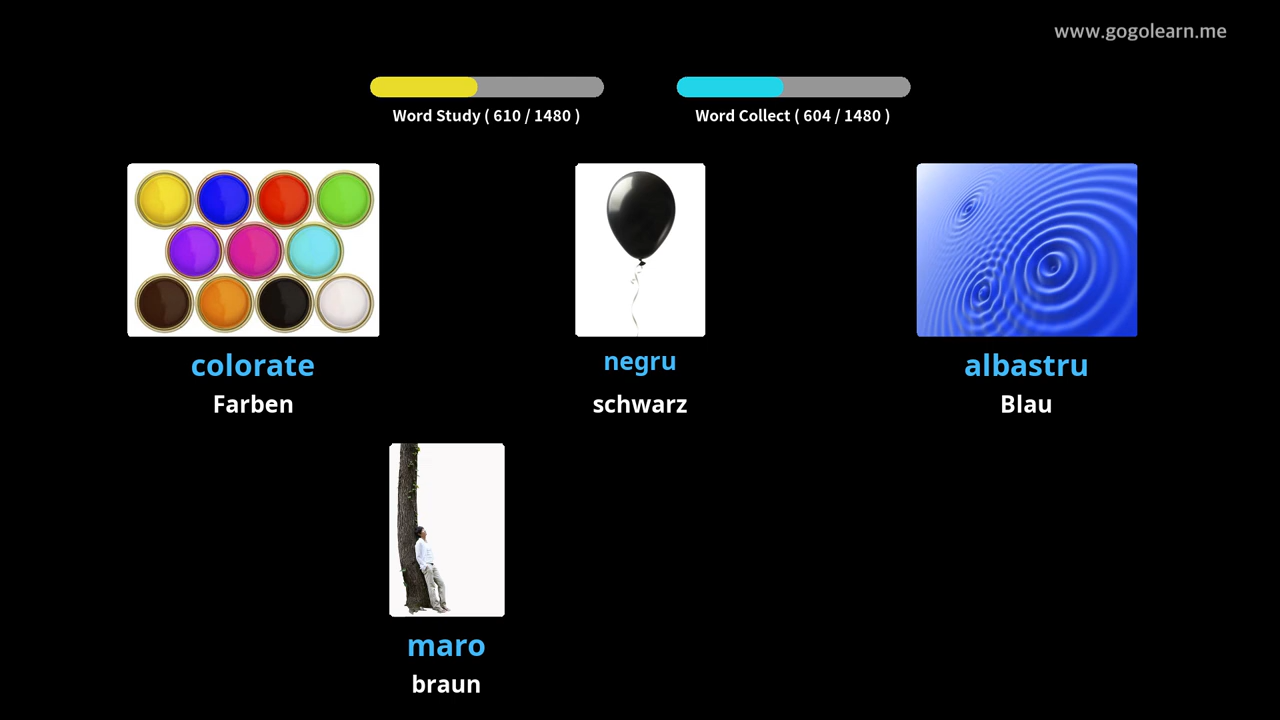 www.gogolearn.me
Word Study ( 610 / 1480 )
Word Collect ( 604 / 1480 )
colorate
Farben
negru
schwarz
albastru
Blau
maro
braun